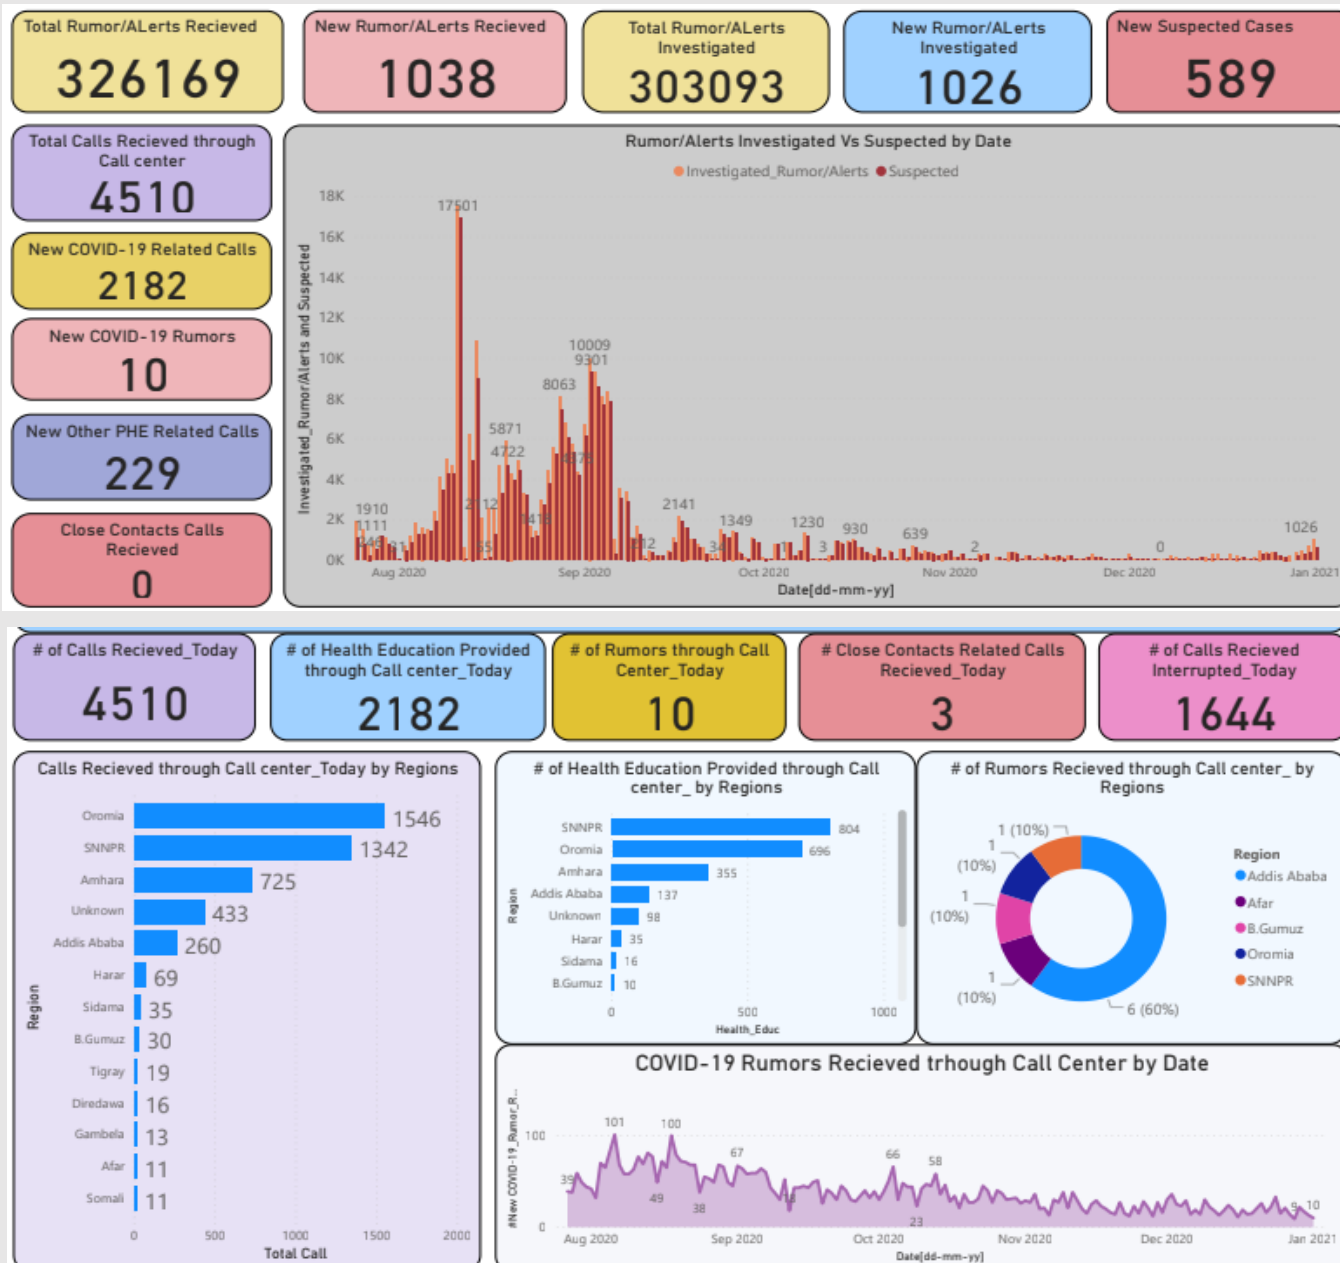 Total Rumor/ALerts Recieved
326169
New Rumor/ALerts Recieved
1038
Total Rumor/ALerts
Investigated
303093
New Rumor/ALerts
Investigated
1026
New Suspected Cases
589
Total Calls Recieved through
Call center
4510
New COVID-19 Related Calls
2182
New COVID-19 Rumors
10
New Other PHE Related Calls
229
Close Contacts Calls
Recieved
0
Rumor/Alerts Investigated Vs Suspected by Date
Investigated_Rumor/Alerts Suspected
Investigated_Rumor/Alerts and Suspected
18K
16K
14K
12K
10K
8K
6K
4K
2K
0K
17501
10009
9301
8063
5871
4722
1910
1111
2141
1349
1230
3
930
639
2
0
1026
Aug 2020 Sep 2020 Oct 2020 Nov 2020 Dec 2020 Jan 2021
Date[dd-mm-yy]
# of Calls Recieved_Today
4510
# of Health Education Provided
through Call center_Today
2182
# of Rumors through Call
Center_Today
10
# Close Contacts Related Calls
Recieved_Today
3
# of Calls Recieved
Interrupted_Today
1644
Calls Recieved through Call center_Today by Regions
Region
Oromia 1546
SNNPR 1342
Amhara 725
Unknown 433
Addis Ababa 260
Harar 69
Sidama 35
B.Gumuz 30
Tigray 19
Diredawa 16
Gambela 13
Afar 11
Somali 11
0 500 1000 1500 2000
Total Call
# of Health Education Provided through Call
center_ by Regions
Region
SNNPR 804
Oromia 696
Amhara 355
Addis Ababa 137
Unknown 98
Harar 35
Sidama 16
B.Gumuz 10
0 500 1000
Health_Educ
# of Rumors Recieved through Call center_ by
Regions
1 (10%)
1
(10%)
1
(10%)
1
(10%)
6 (60%)
Region
Addis Ababa
Afar
B.Gumuz
Oromia
SNNPR
COVID-19 Rumors Recieved trhough Call Center by Date
#New COVID-19_Rumor_R...
100
0
39
101
49
100
38
67
66
23
58
9
10
Aug 2020 Sep 2020 Oct 2020 Nov 2020 Dec 2020 Jan 2021
Date[dd-mm-yy]